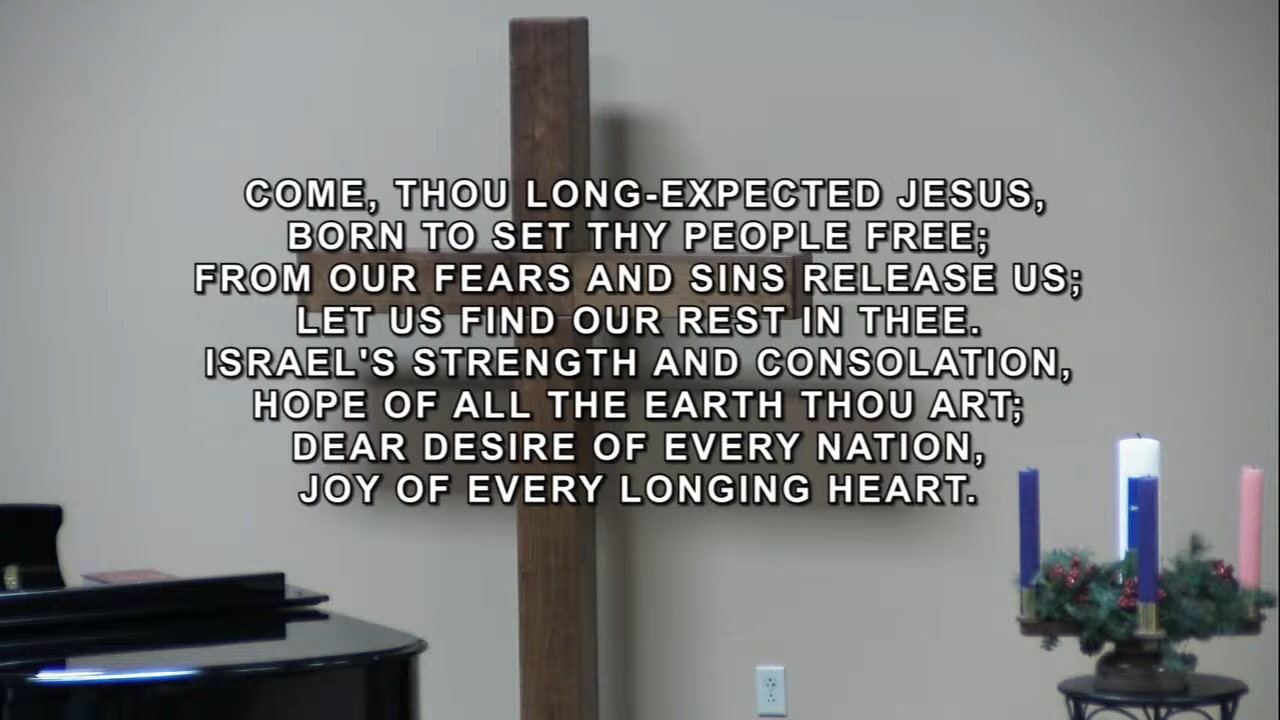 COME, THOU LONG-EXPECTED JESUS,
BORN TO SET THY PEOPLE FREE;
FROM OUR FEARS AND SINS RELEASE US;
LET US FIND OUR REST IN THEE.
ISRAEL'S STRENGTH AND CONSOLATION,
HOPE OF ALL THE EARTH THOU ART;
DEAR DESIRE OF EVERY NATION,
JOY OF EVERY LONGING HEART.